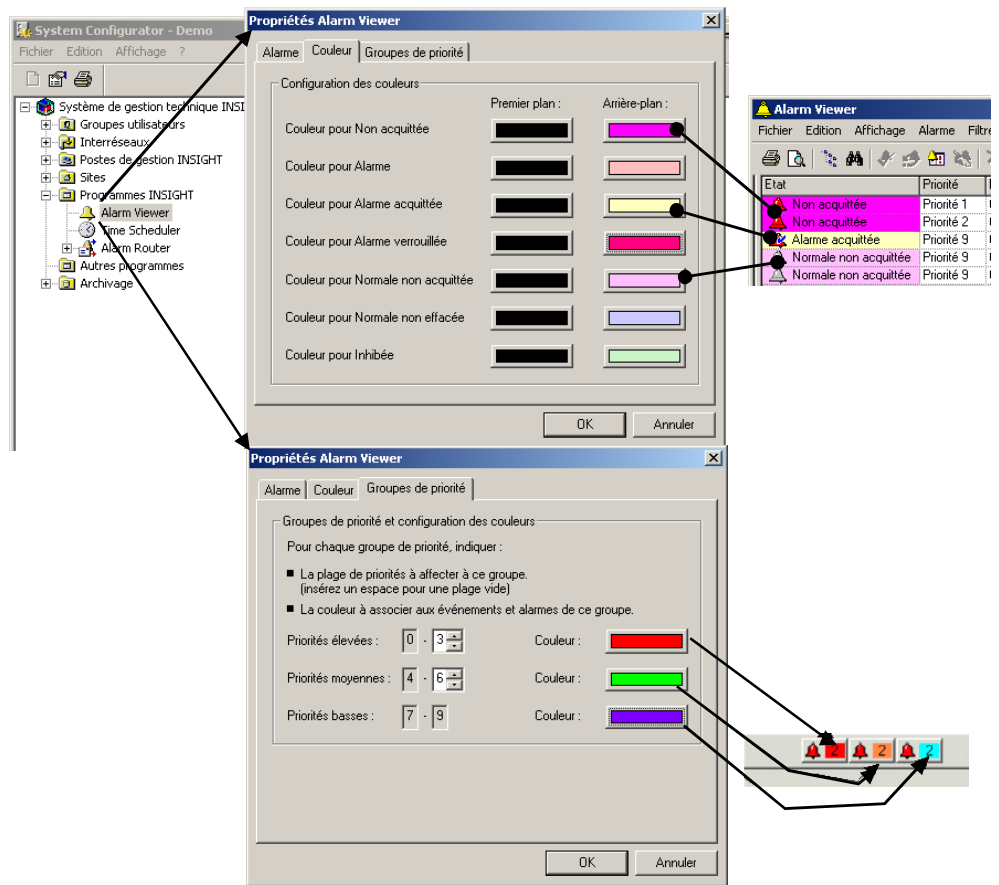 System Configurator - Demo
Fichier Edition Affichage ?
Système de gestion technique INSI
Groupes utilisateurs
Interréseaux
Postes de gestion INSIGHT
Sites
Programmes INSIGHT
Alarm Viewer
Time Scheduler
Alarm Router
Autres programmes
Archivage
Propriétés Alarm Viewer
Alarme Couleur Groupes de priorité
Configuration des couleurs
Premier plan : Arrière-plan :
Couleur pour Non acquittée
Couleur pour Alarme
Couleur pour Alarme acquittée
Couleur pour Alarme verrouillée
Couleur pour Normale non acquittée
Couleur pour Normale non effacée
Couleur pour Inhibée
OK Annuler
Alarm Viewer
Fichier Edition Affichage Alarme Filtre
Etat Priorité
Non acquittée Priorité 1
Non acquittée Priorité 2
Alarme acquittée Priorité 9
Normale non acquittée Priorité 9
Normale non acquittée Priorité 9
Propriétés Alarm Viewer
Alarme Couleur Groupes de priorité
Groupes de priorité et configuration des couleurs
Pour chaque groupe de priorité, indiquer :
La plage de priorités à affecter à ce groupe.
(insérez un espace pour une plage vide)
La couleur à associer aux événements et alarmes de ce groupe.
Priorités élevées : 0 - 3 Couleur :
Priorités moyennes : 4 - 6 Couleur :
Priorités basses : 7 - 9 Couleur :
OK Annuler
2 2 2